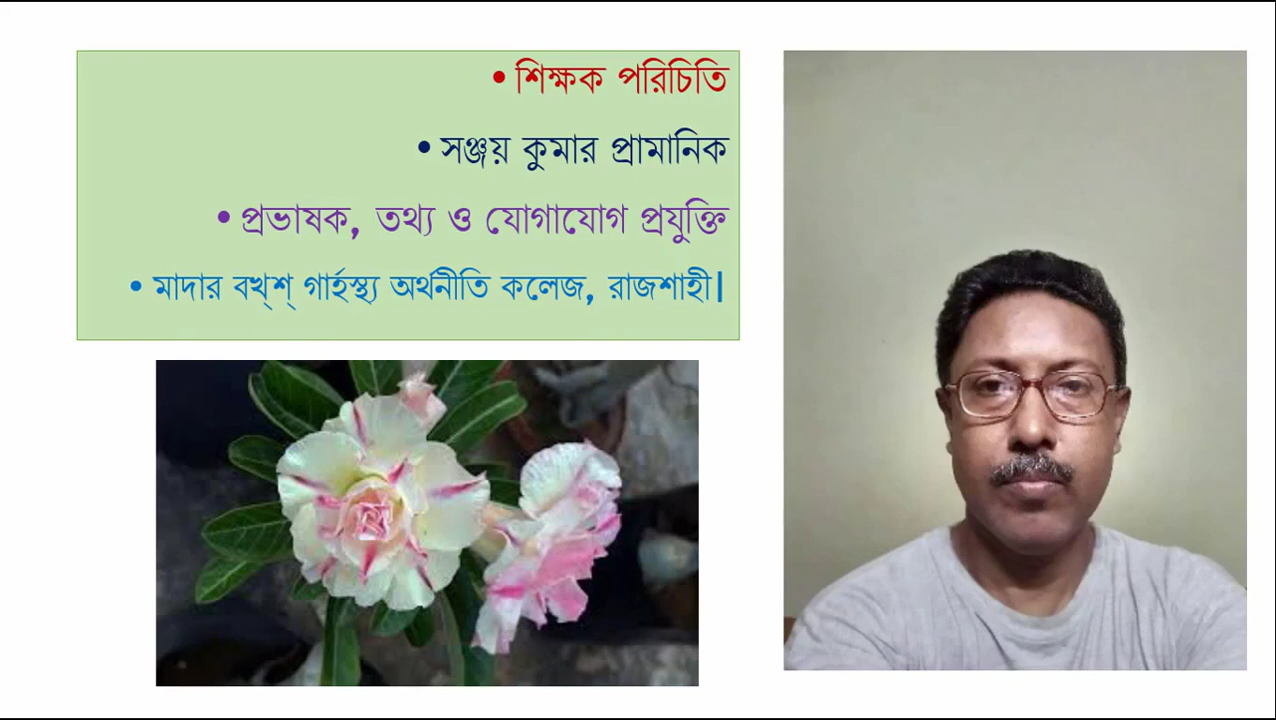 • শিক্ষক পরিচিতি
• সঞ্জয় কুমার প্রামানিক
• প্রভাষক, তথ্য ও যোগাযোগ প্রযুক্তি
• মাদার বখ্‌শ্ গার্হস্থ্য অর্থনীতি কলেজ, রাজশাহী।